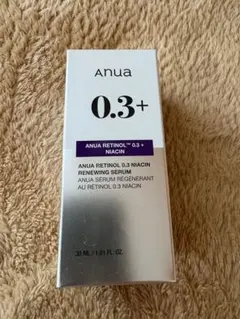 Anua
0.3+
ANUA RETINOL™ 0.3 +
NIACIN
ANUA RETINOL 0.3 NIACIN
RENEWING SERUM
ANUA SÉRUM RÉGÉNÉRANT
AU RÉTINOL 0.3 NIACIN
30 ML / 1.01 FL.OZ.